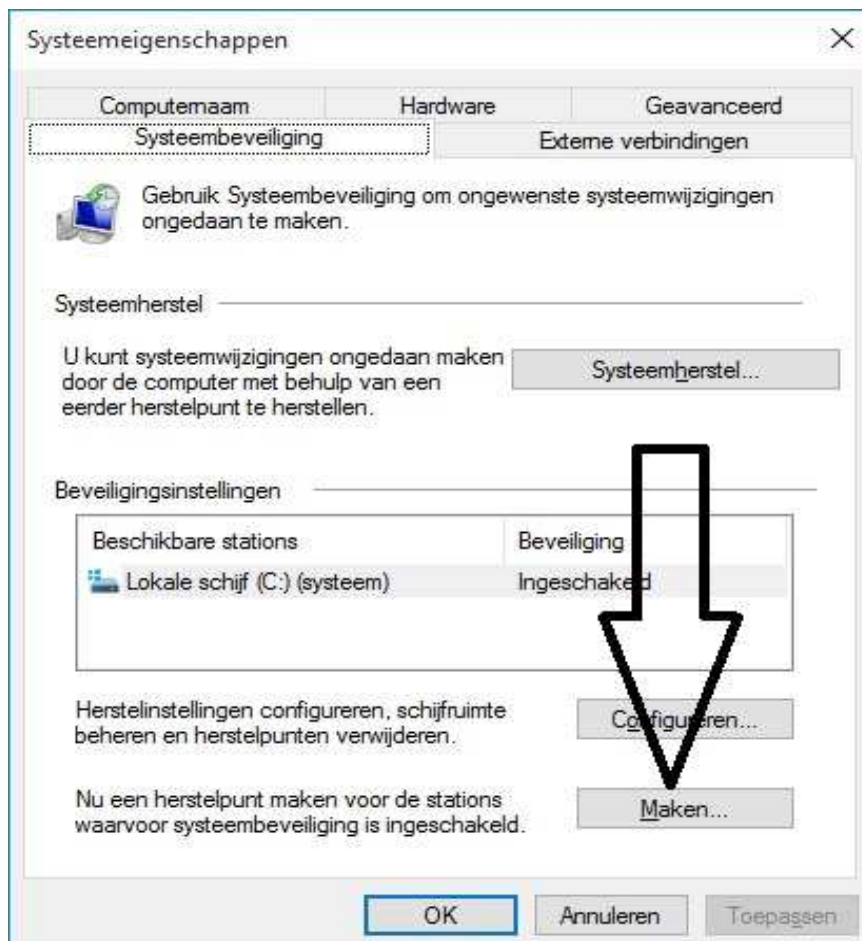 Systeemeigenschappen
Computernaam
Hardware
Geavanceerd
Systeembeveiliging
Externe verbindingen
Gebruik Systeembeveiliging om ongewenste systeemwijzigingen
ongedaan te maken.
Systeemherstel
U kunt systeemwijzigingen ongedaan maken
door de computer met behulp van een
eerder herstelpunt te herstellen.
Systeemherstel...
Beveiligingsinstellingen
Beschikbare stations
Beveiliging
Lokale schijf (C:) (systeem)
Ingeschakeld
Herstelinstellingen configureren, schijfruimte
beheren en herstelpunten verwijderen.
Configureren...
Nu een herstelpunt maken voor de stations
waarvoor systeembeveiliging is ingeschakeld.
Maken...
OK
Annuleren
Toepassen